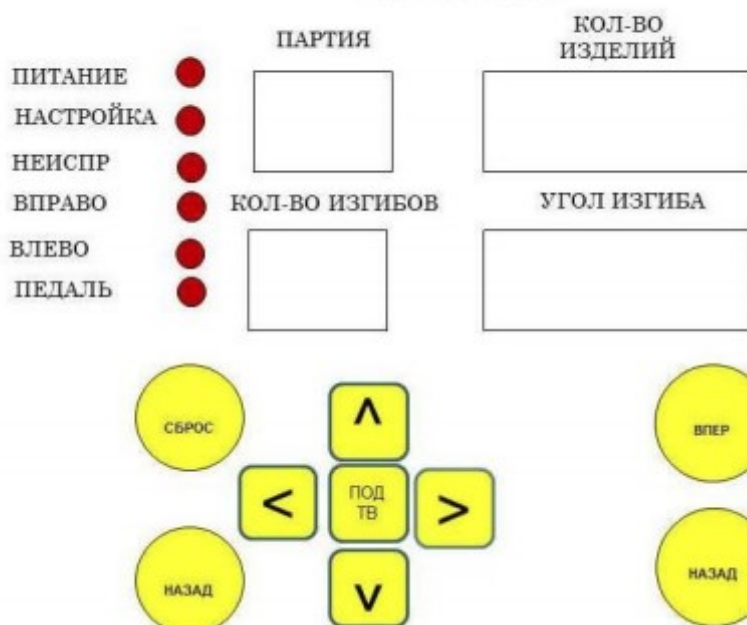 ПИТАНИЕ
НАСТРОЙКА
НЕИСПР
ВПРАВО
ВЛЕВО
ПЕДАЛЬ
ПАРТИЯ
КОЛ-ВО
ИЗДЕЛИЙ
КОЛ-ВО ИЗГИБОВ
УГОЛ ИЗГИБА
СБРОС
˄
ВПЕР
<
ПОД
ТВ
>
НАЗАД
˅
НАЗАД